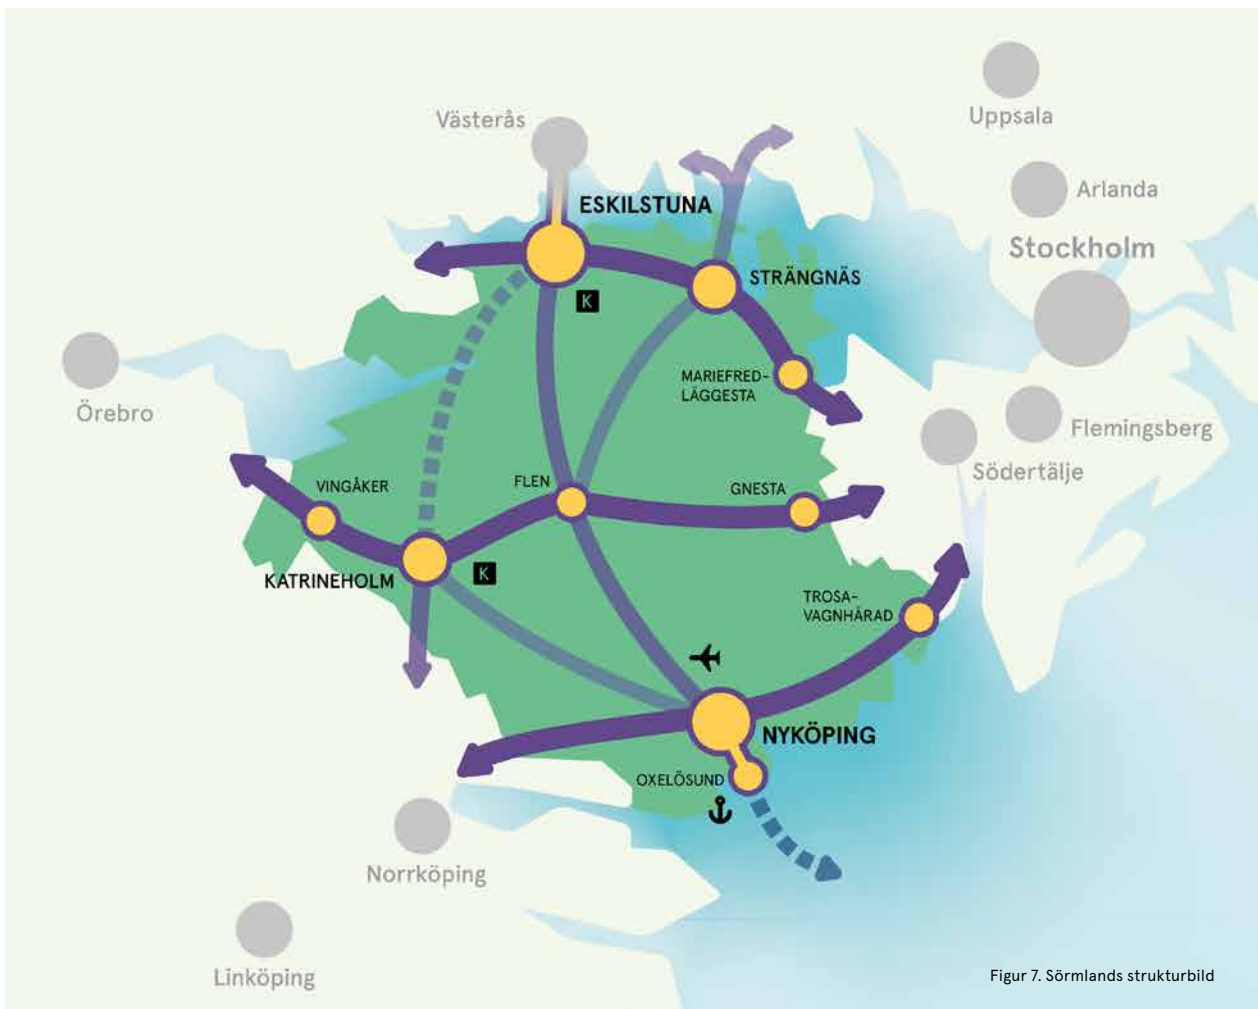 Uppsala
Västerås
Arlanda
ESKILSTUNA
Stockholm
STRÄNGNÄS
K
MARIEFRED-
LÄGGESTA
Örebro
Flemingsberg
Södertälje
VINGÅKER
FLEN
GNESTA
KATRINEHOLM
K
TROSA-
VAGNHÄRAD
NYKÖPING
OXELÖSUND
Norrköping
Linköping
Figur 7. Sörmlands strukturbild